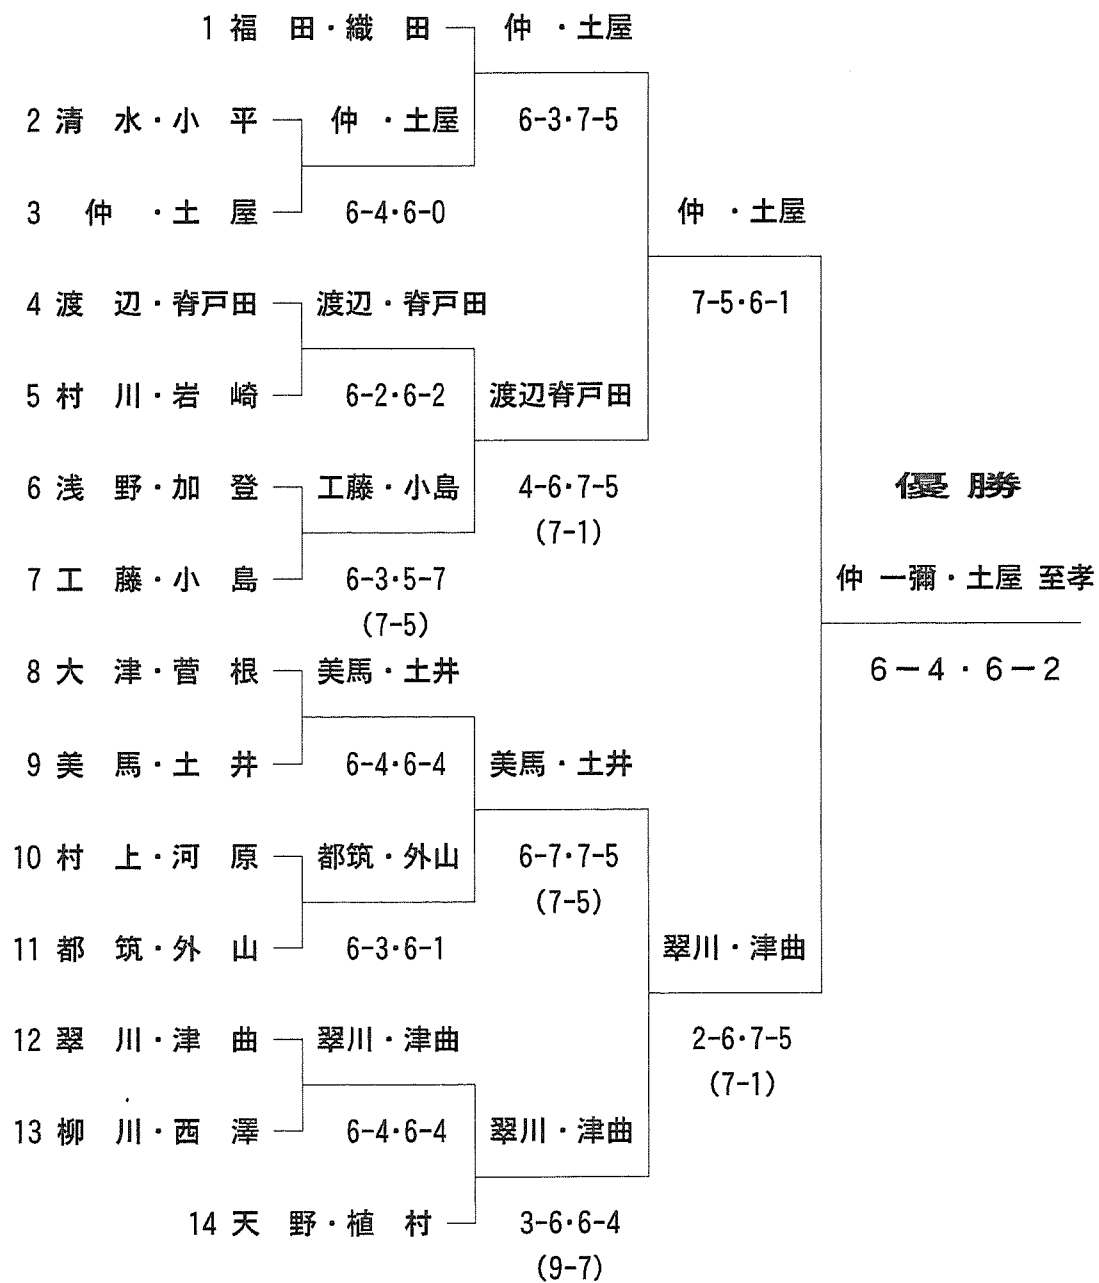 1 福 田・織 田 仲 ・土屋
2 清 水・小 平 仲 ・土屋 6-3・7-5
3 仲 ・土 屋 6-4・6-0 仲 ・土屋
4 渡 辺・脊戸田 渡辺・脊戸田 7-5・6-1
5 村 川・岩 崎 6-2・6-2 渡辺脊戸田
6 浅 野・加 登 工藤・小島 4-6・7-5 優 勝
(7-1)
7 工 藤・小 島 6-3・5-7 仲 一彌・土屋 至孝
(7-5)
8 大 津・菅 根 美馬・土井 6-4・6-2
9 美 馬・土 井 6-4・6-4 美馬・土井
10 村 上・河 原 都筑・外山 6-7・7-5
(7-5)
11 都 筑・外 山 6-3・6-1 翠川・津曲
12 翠 川・津 曲 翠川・津曲 2-6・7-5
(7-1)
13 柳 川・西 澤 6-4・6-4 翠川・津曲
14 天 野・植 村 3-6・6-4
(9-7)